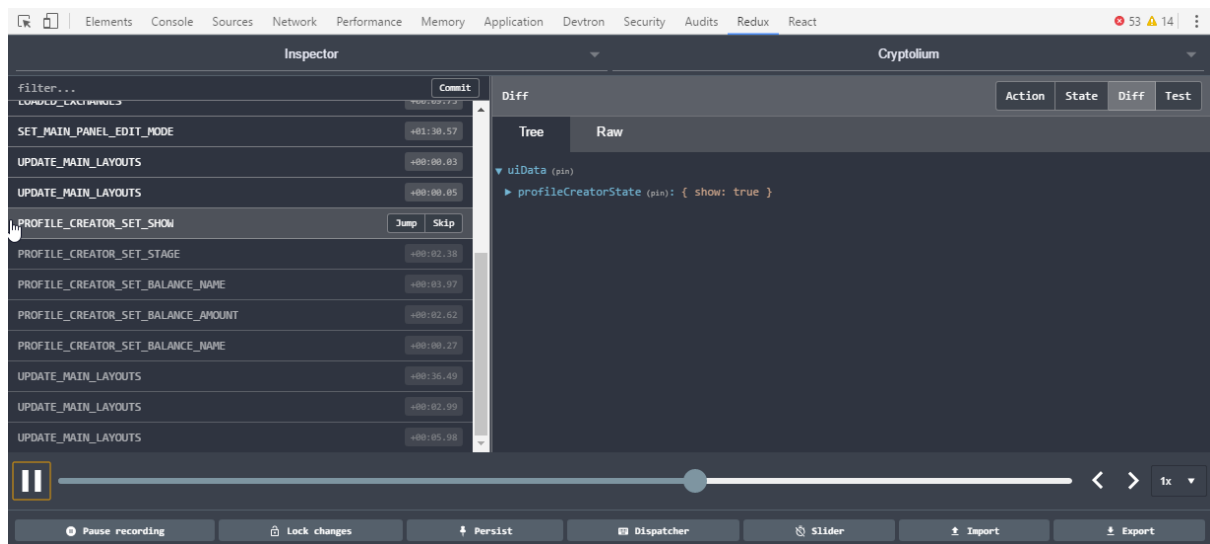 Elements Console Sources Network Performance Memory Application Devtron Security Audits Redux React 53 14
Inspector Cryptolium
filter... Commit
Diff Action State Diff Test
LOADED_EXCHANGES +00:09.73
Tree Raw
SET_MAIN_PANEL_EDIT_MODE +01:30.57
UPDATE_MAIN_LAYOUTS +00:00.03
uiData (pin)
UPDATE_MAIN_LAYOUTS +00:00.05
profileCreatorState (pin): { show: true }
PROFILE_CREATOR_SET_SHOW Jump Skip
PROFILE_CREATOR_SET_STAGE +00:02.38
PROFILE_CREATOR_SET_BALANCE_NAME +00:03.97
PROFILE_CREATOR_SET_BALANCE_AMOUNT +00:02.62
PROFILE_CREATOR_SET_BALANCE_NAME +00:00.27
UPDATE_MAIN_LAYOUTS +00:36.49
UPDATE_MAIN_LAYOUTS +00:02.99
UPDATE_MAIN_LAYOUTS +00:05.98
1x
Pause recording Lock changes Persist Dispatcher Slider Import Export